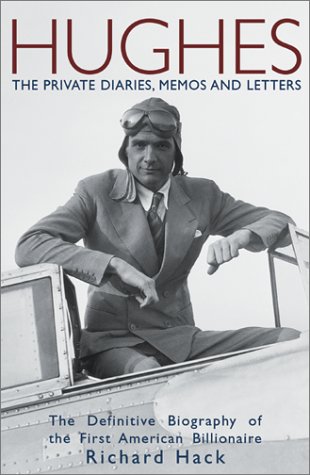 HUGHES
THE PRIVATE DIARIES, MEMOS AND LETTERS
The Definitive Biography of
the First American Billionaire
Richard Hack